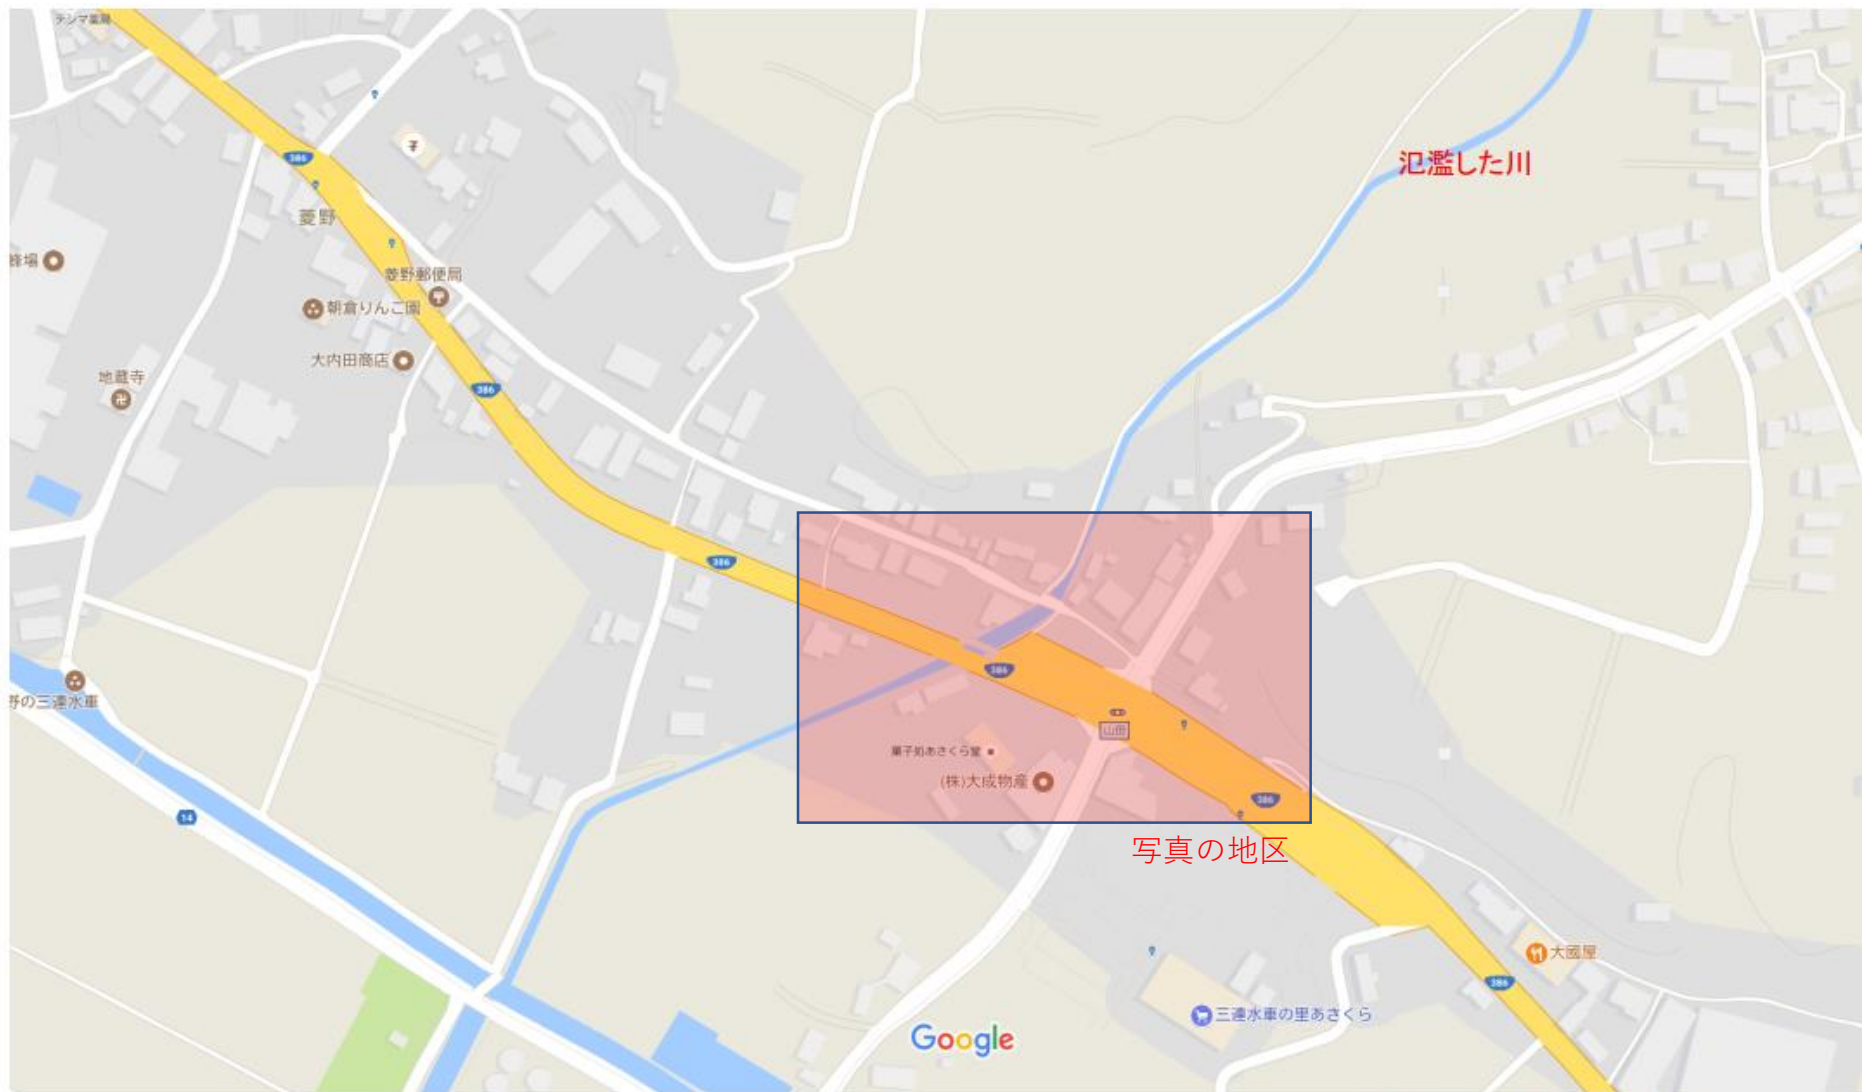 テシマ薬局
386
菱野
氾濫した川
蜂場
菱野郵便局
朝倉りんご園
大内田商店
地蔵寺
386
386
野の三連水車
386
山田
菓子処あさくら堂
(株)大成物産
386
14
写真の地区
大國屋
386
三連水車の里あさくら
Google